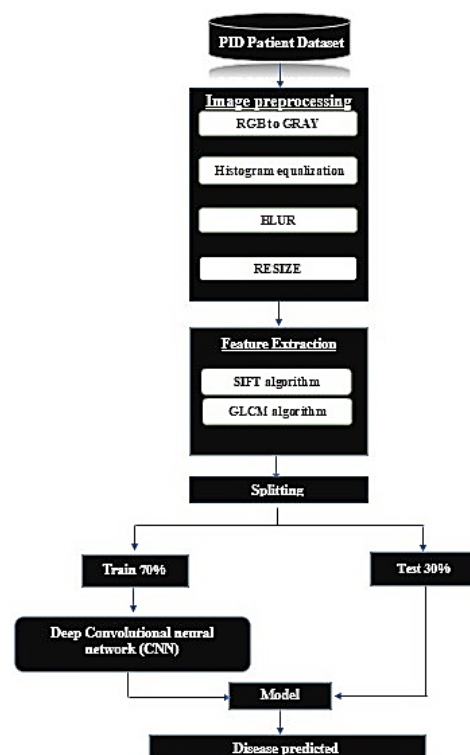 PID Patient Dataset
Image preprocessing
RGB to GRAY
Histogram equalization
BLUR
RESIZE
Feature Extraction
SIFT algorithm
GLCM algorithm
Splitting
Train 70%
Test 30%
Deep Convolutional neural
network (CNN)
Model
Disease predicted